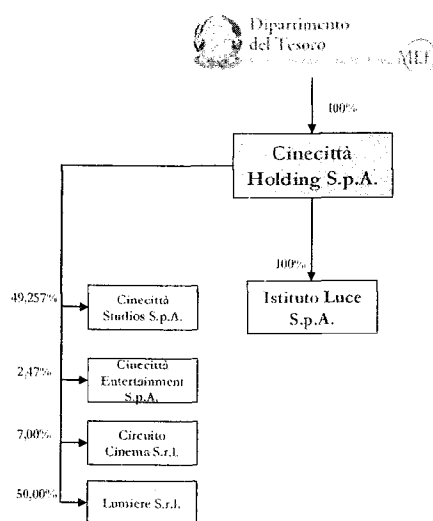 Dipartimento
del Tesoro
MEF
100%
Cinecittà
Holding S.p.A.
100%
Istituto Luce
S.p.A.
49,257%
Cinecittà
Studios S.p.A.
2,47%
Cinecittà
Entertainment
S.p.A.
7,00%
Circuito
Cinema S.r.l.
50,00%
Lumiere S.r.l.